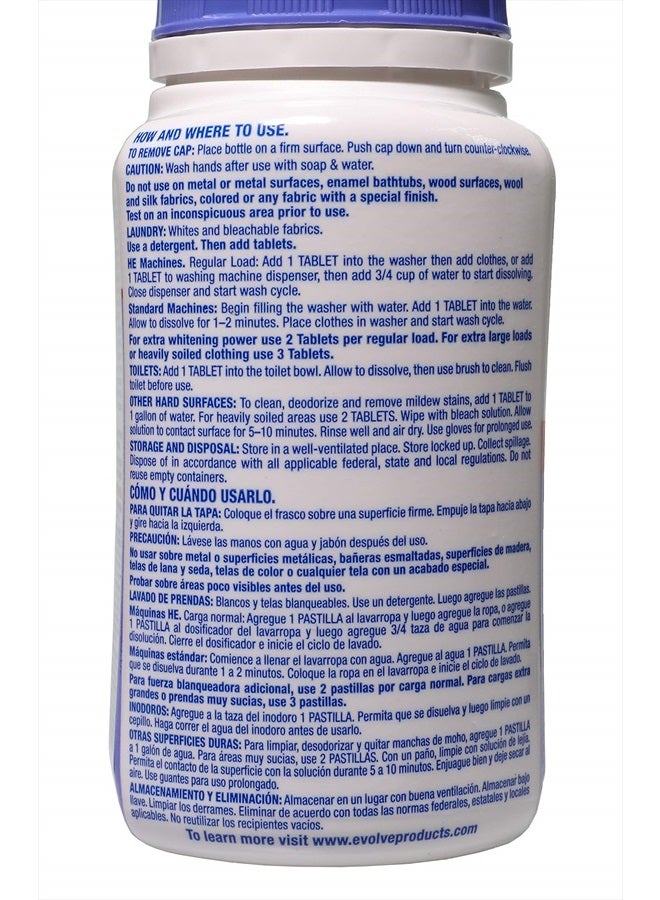 HOW AND WHERE TO USE.
TO REMOVE CAP: Place bottle on a firm surface. Push cap down and turn counter-clockwise.
CAUTION: Wash hands after use with soap & water.
Do not use on metal or metal surfaces, enamel bathtubs, wood surfaces, wool
and silk fabrics, colored or any fabric with a special finish.
Test on an inconspicuous area prior to use.
LAUNDRY: Whites and bleachable fabrics.
Use a detergent. Then add tablets.
HE Machines. Regular Load: Add 1 TABLET into the washer then add clothes, or add
1 TABLET to washing machine dispenser, then add 3/4 cup of water to start dissolving.
Close dispenser and start wash cycle.
Standard Machines: Begin filling the washer with water. Add 1 TABLET into the water.
Allow to dissolve for 1–2 minutes. Place clothes in washer and start wash cycle.
For extra whitening power use 2 Tablets per regular load. For extra large loads
or heavily soiled clothing use 3 Tablets.
TOILETS: Add 1 TABLET into the toilet bowl. Allow to dissolve, then use brush to clean. Flush
toilet before use.
OTHER HARD SURFACES: To clean, deodorize and remove mildew stains, add 1 TABLET to
1 gallon of water. For heavily soiled areas use 2 TABLETS. Wipe with bleach solution. Allow
solution to contact surface for 5–10 minutes. Rinse well and air dry. Use gloves for prolonged use.
STORAGE AND DISPOSAL: Store in a well-ventilated place. Store locked up. Collect spillage.
Dispose of in accordance with all applicable federal, state and local regulations. Do not
reuse empty containers.
CÓMO Y CUÁNDO USARLO.
PARA QUITAR LA TAPA: Coloque el frasco sobre una superficie firme. Empuje la tapa hacia abajo
y gire hacia la izquierda.
PRECAUCIÓN: Lávese las manos con agua y jabón después del uso.
No usar sobre metal o superficies metálicas, bañeras esmaltadas, superficies de madera,
telas de lana y seda, telas de color o cualquier tela con un acabado especial.
Probar sobre áreas poco visibles antes del uso.
LAVADO DE PRENDAS: Blancos y telas blanqueables. Use un detergente. Luego agregue las pastillas.
Máquinas HE. Carga normal: Agregue 1 PASTILLA al lavarropa y luego agregue la ropa, o agregue
1 PASTILLA al dosificador del lavarropa y luego agregue 3/4 taza de agua para comenzar la
disolución. Cierre el dosificador e inicie el ciclo de lavado.
Máquinas estándar: Comience a llenar el lavarropa con agua. Agregue al agua 1 PASTILLA. Permita
que se disuelva durante 1 a 2 minutos. Coloque la ropa en el lavarropa e inicie el ciclo de lavado.
Para fuerza blanqueadora adicional, use 2 pastillas por carga normal. Para cargas extra
grandes o prendas muy sucias, use 3 pastillas.
INODOROS: Agregue a la taza del inodoro 1 PASTILLA. Permita que se disuelva y luego limpie con un
cepillo. Haga correr el agua del inodoro antes de usarlo.
OTRAS SUPERFICIES DURAS: Para limpiar, desodorizar y quitar manchas de moho, agregue 1 PASTILLA
a 1 galón de agua. Para áreas muy sucias, use 2 PASTILLAS. Con un paño, limpie con solución de lejía.
Permita el contacto de la superficie con la solución durante 5 a 10 minutos. Enjuague bien y deje secar al
aire. Use guantes para uso prolongado.
ALMACENAMIENTO Y ELIMINACIÓN: Almacenar en un lugar con buena ventilación. Almacenar bajo
llave. Limpiar los derrames. Eliminar de acuerdo con todas las normas federales, estatales y locales
aplicables. No reutilizar los recipientes vacíos.
To learn more visit www.evolveproducts.com